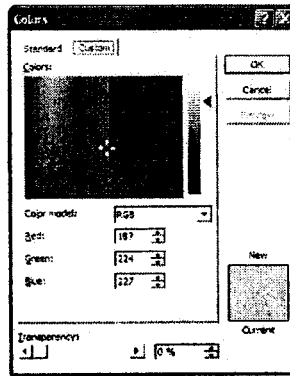 Colors
Standard Custom
Colors:
OK
Cancel
Preview
Color model: RGB
Red: 187
Green: 224
Blue: 227
New
Current
Transparency:
0 %